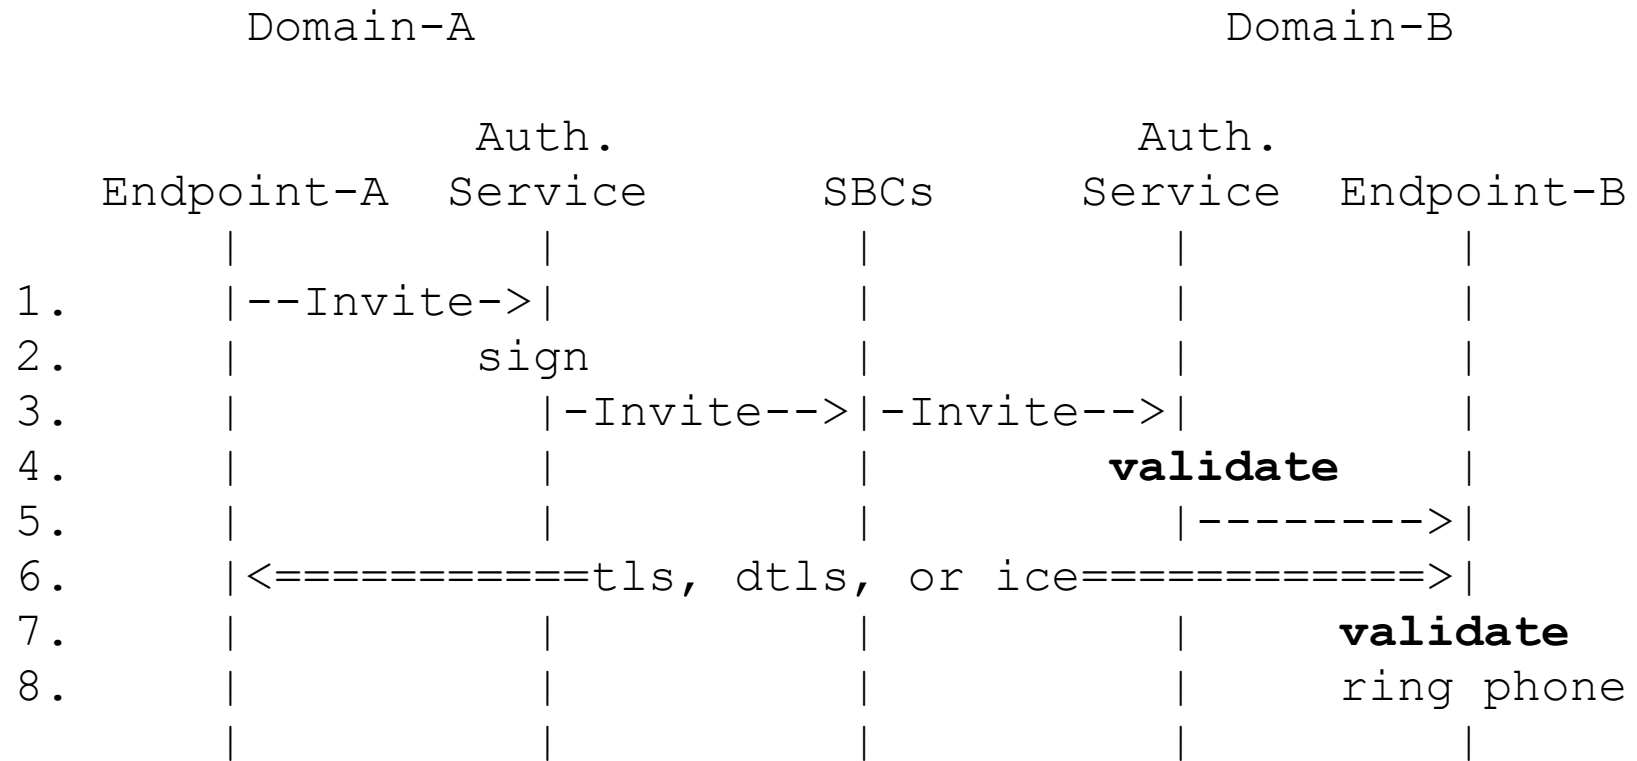 Domain-A                                  Domain-B
                Auth.                  Auth.
   Endpoint-A  Service      SBCs     Service  Endpoint-B
       |          |          |          |         |
1.     |--Invite->|          |          |         |
2.     |        sign         |          |         |
3.     |          |-Invite-->|-Invite-->|         |
4.     |          |          |       validate     |
5.     |          |          |          |-------->|
6.     |<===========tls, dtls, or ice============>|
7.     |          |          |          |     validate
8.     |          |          |          |     ring phone
       |          |          |          |         |